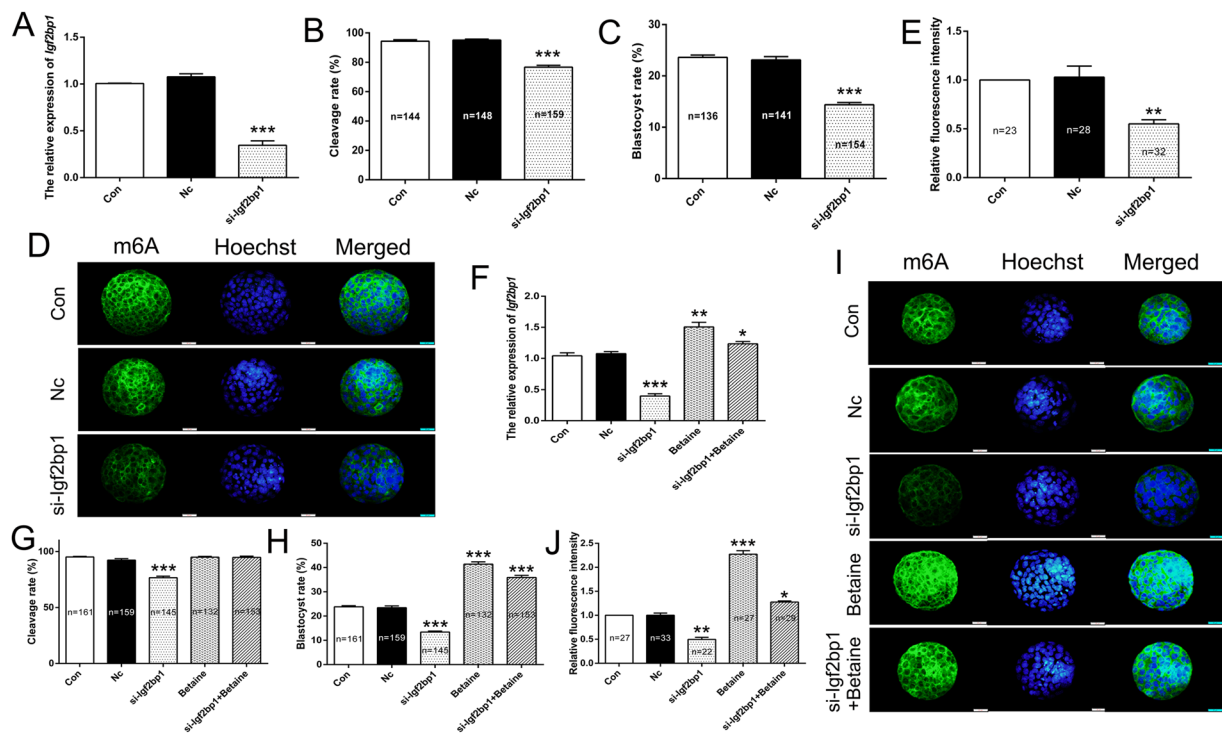 A
The relative expression of Igf2bp1
1.5
1.0
0.5
0.0
***
Con
Nc
si-Igf2bp1
B
Cleavage rate (%)
100
80
60
40
20
0
***
n=144
n=148
n=159
Con
Nc
si-Igf2bp1
C
Blastocyst rate (%)
30
20
10
0
***
n=136
n=141
n=154
Con
Nc
si-Igf2bp1
E
Relative fluorescence intensity
1.5
1.0
0.5
0.0
**
n=23
n=28
n=32
Con
Nc
si-Igf2bp1
D
m6A Hoechst Merged
Con
Nc
si-Igf2bp1
F
The relative expression of Igf2bp1
2.0
1.5
1.0
0.5
0.0
***
**
*
Con
Nc
si-Igf2bp1
Betaine
si-Igf2bp1+Betaine
I
m6A Hoechst Merged
Con
Nc
si-Igf2bp1
Betaine
si-Igf2bp1
+Betaine
G
Cleavage rate (%)
100
50
0
***
n=161
n=159
n=145
n=132
n=153
Con
Nc
si-Igf2bp1
Betaine
si-Igf2bp1+Betaine
H
Blastocyst rate (%)
50
40
30
20
10
0
***
***
***
n=161
n=159
n=145
n=132
n=153
Con
Nc
si-Igf2bp1
Betaine
si-Igf2bp1+Betaine
J
Relative fluorescence intensity
2.5
2.0
1.5
1.0
0.5
0.0
**
***
*
n=27
n=33
n=22
n=27
n=29
Con
Nc
si-Igf2bp1
Betaine
si-Igf2bp1+Betaine